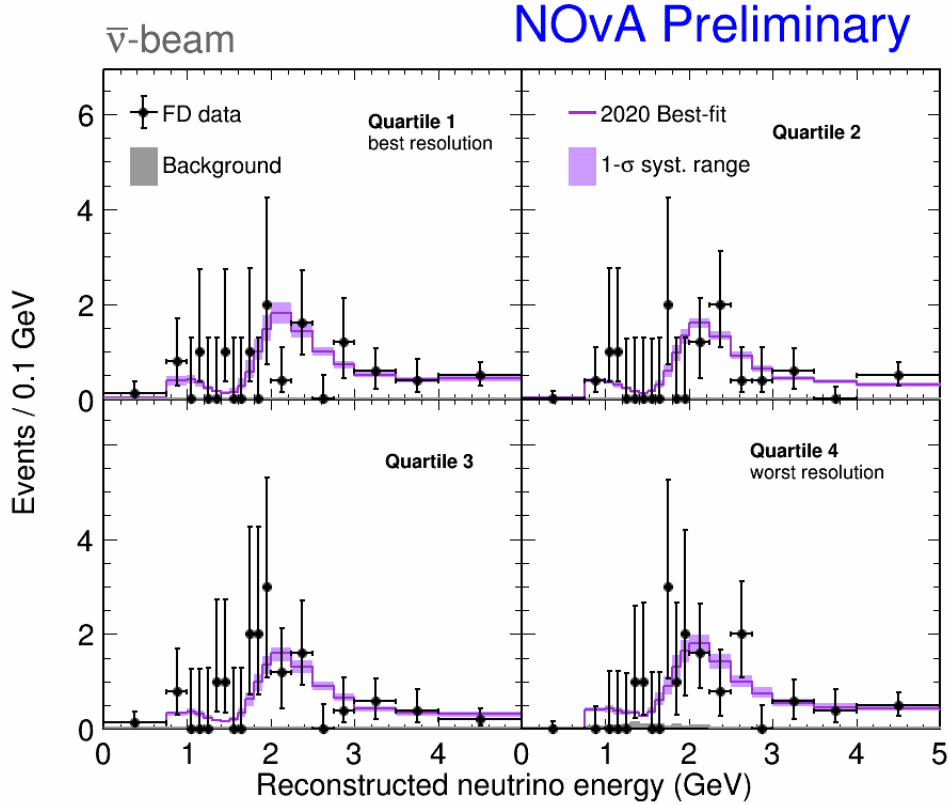 ν̄-beam
NOvA Preliminary
FD data
Background
Quartile 1
best resolution
2020 Best-fit
1-σ syst. range
Quartile 2
Quartile 3
Quartile 4
worst resolution
Events / 0.1 GeV
6
4
2
0
4
2
0
0 1 2 3 4 0 1 2 3 4 5
Reconstructed neutrino energy (GeV)